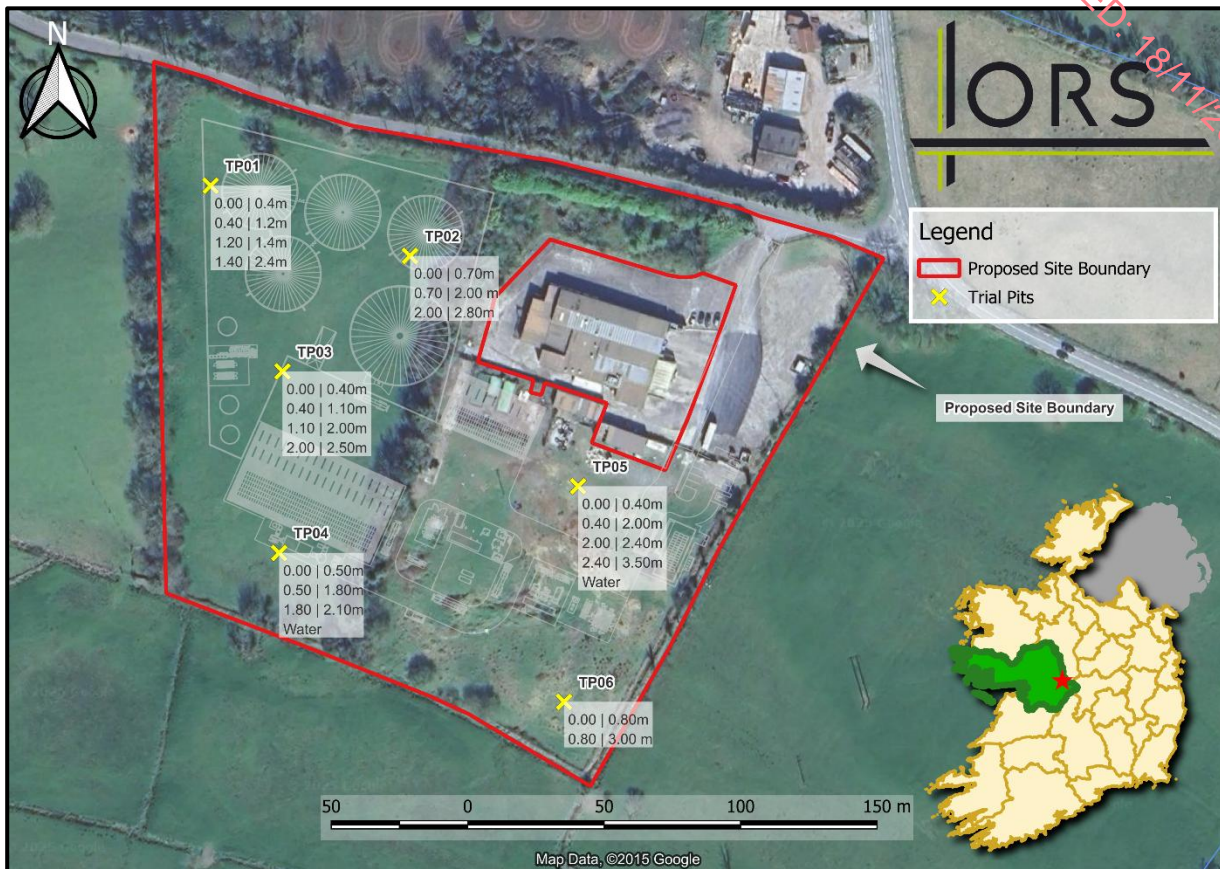 N
ED: 18/11/2
ORS
Legend
Proposed Site Boundary
Trial Pits
TP01
0.00 | 0.4m
0.40 | 1.2m
1.20 | 1.4m
1.40 | 2.4m
TP02
0.00 | 0.70m
0.70 | 2.00 m
2.00 | 2.80m
TP03
0.00 | 0.40m
0.40 | 1.10m
1.10 | 2.00m
2.00 | 2.50m
Proposed Site Boundary
TP05
0.00 | 0.40m
0.40 | 2.00m
2.00 | 2.40m
2.40 | 3.50m
Water
TP04
0.00 | 0.50m
0.50 | 1.80m
1.80 | 2.10m
Water
TP06
0.00 | 0.80m
0.80 | 3.00 m
50 0 50 100 150 m
Map Data, ©2015 Google